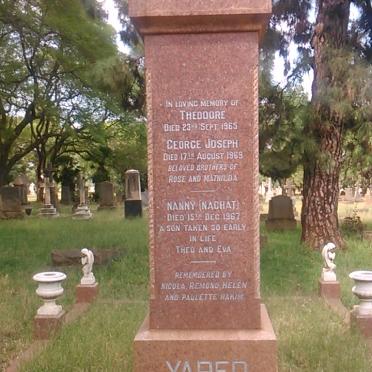 IN LOVING MEMORY OF
THEODORE
DIED 23RD SEPT. 1965
GEORGE JOSEPH
DIED 17TH AUGUST 1969
BELOVED BROTHERS OF
ROSE AND MATHILDA
NANNY (NAGHAT)
DIED 15TH DEC. 1967
A SON TAKEN SO EARLY
IN LIFE
THEO AND EVA
REMEMBERED BY
NICOLA, REMOND, HELEN
AND PAULETTE HAKIM
YARED